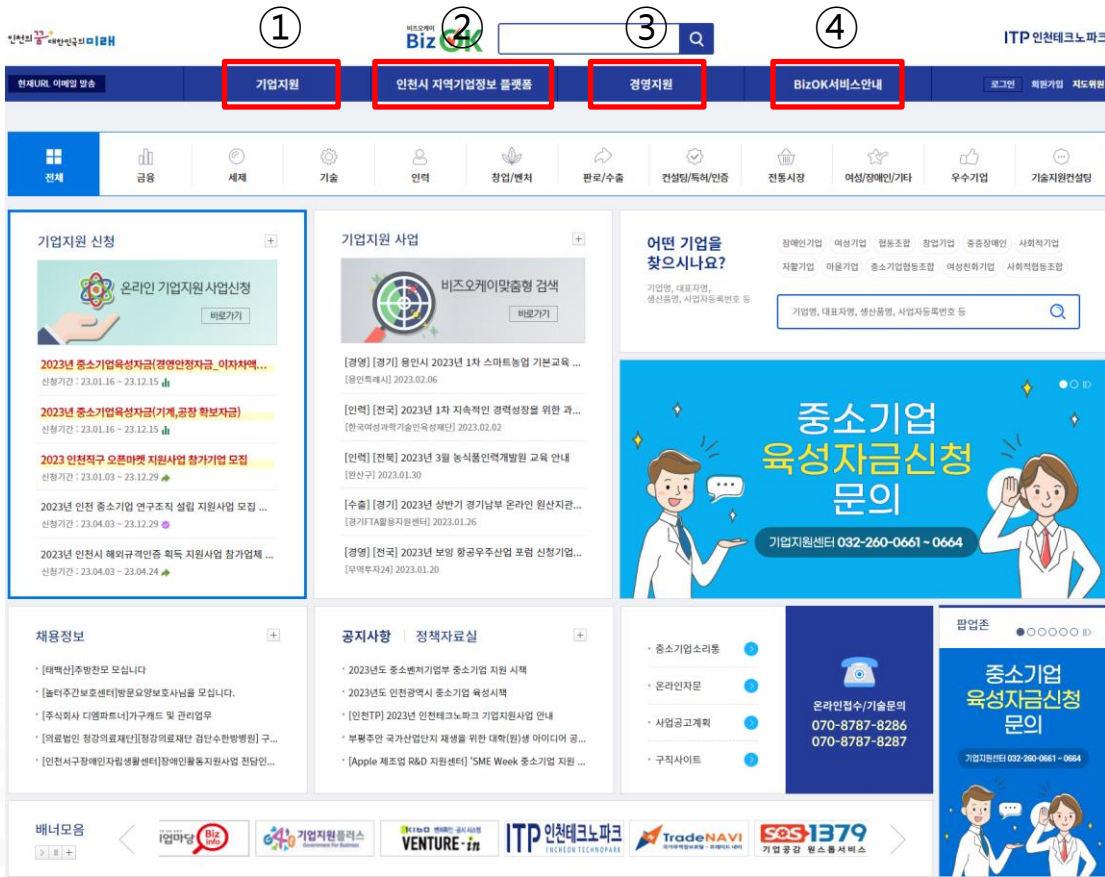 ① ② ③ ④
인천의 꿈 대한민국의 미래
비즈오케이
BizOK
ITP 인천테크노파크
현재URL 이메일 발송
기업지원 인천시 지역기업정보 플랫폼 경영지원 BizOK서비스안내
로그인 회원가입 지도위원
전체 금융 세제 기술 인력 창업/벤처 판로/수출 컨설팅/특허/인증 전통시장 여성/장애인/기타 우수기업 기술지원컨설팅
기업지원 신청 +
온라인 기업지원 사업신청
바로가기
2023년 중소기업육성자금(경영안정자금_이자차액...
신청기간 : 23.01.16 ~ 23.12.15
2023년 중소기업육성자금(기계,공장 확보자금)
신청기간 : 23.01.16 ~ 23.12.15
2023 인천직구 오픈마켓 지원사업 참가기업 모집
신청기간 : 23.01.03 ~ 23.12.29
2023년 인천 중소기업 연구조직 설립 지원사업 모집 ...
신청기간 : 23.04.03 ~ 23.12.29
2023년 인천시 해외규격인증 획득 지원사업 참가업체 ...
신청기간 : 23.04.03 ~ 23.04.24
기업지원 사업 +
비즈오케이맞춤형 검색
바로가기
[경영] [경기] 용인시 2023년 1차 스마트농업 기본교육 ...
[용인특례시] 2023.02.06
[인력] [전국] 2023년 1차 지속적인 경력성장을 위한 과...
[한국여성과학기술인육성재단] 2023.02.02
[인력] [전북] 2023년 3월 농식품인력개발원 교육 안내
[완산구] 2023.01.30
[수출] [경기] 2023년 상반기 경기남부 온라인 원산지관...
[경기FTA활용지원센터] 2023.01.26
[경영] [전국] 2023년 보잉 항공우주산업 포럼 신청기업...
[무역투자24] 2023.01.20
어떤 기업을
찾으시나요?
기업명, 대표자명,
생산품명, 사업자등록번호 등
장애인기업 여성기업 협동조합 창업기업 중증장애인 사회적기업
자활기업 마을기업 중소기업협동조합 여성친화기업 사회적협동조합
기업명, 대표자명, 생산품명, 사업자등록번호 등
중소기업
육성자금신청
문의
기업지원센터 032-260-0661 ~ 0664
채용정보 +
· [태백산]주방찬모 모십니다
· [늘터주간보호센터]방문요양보호사님을 모십니다.
· [주식회사 디엠파트너]가구캐드 및 관리업무
· [의료법인 청강의료재단][청강의료재단 검단수한방병원] 구...
· [인천서구장애인자립생활센터]장애인활동지원사업 전담인...
공지사항 정책자료실 +
· 2023년도 중소벤처기업부 중소기업 지원 시책
· 2023년도 인천광역시 중소기업 육성시책
· [인천TP] 2023년 인천테크노파크 기업지원사업 안내
· 부평주안 국가산업단지 재생을 위한 대학(원)생 아이디어 공...
· [Apple 제조업 R&D 지원센터] 'SME Week 중소기업 지원 ...
· 중소기업소리통
· 온라인자문
· 사업공고계획
· 구직사이트
온라인접수/기술문의
070-8787-8286
070-8787-8287
팝업존
중소기업
육성자금신청
문의
기업지원센터 032-260-0661 ~ 0664
배너모음
기업마당 Biz info
기업지원플러스
Government For Business
KIBO
VENTURE-in
ITP 인천테크노파크
INCHEON TECHNOPARK
TradeNAVI
SOS 1379
기업공감 원스톱서비스